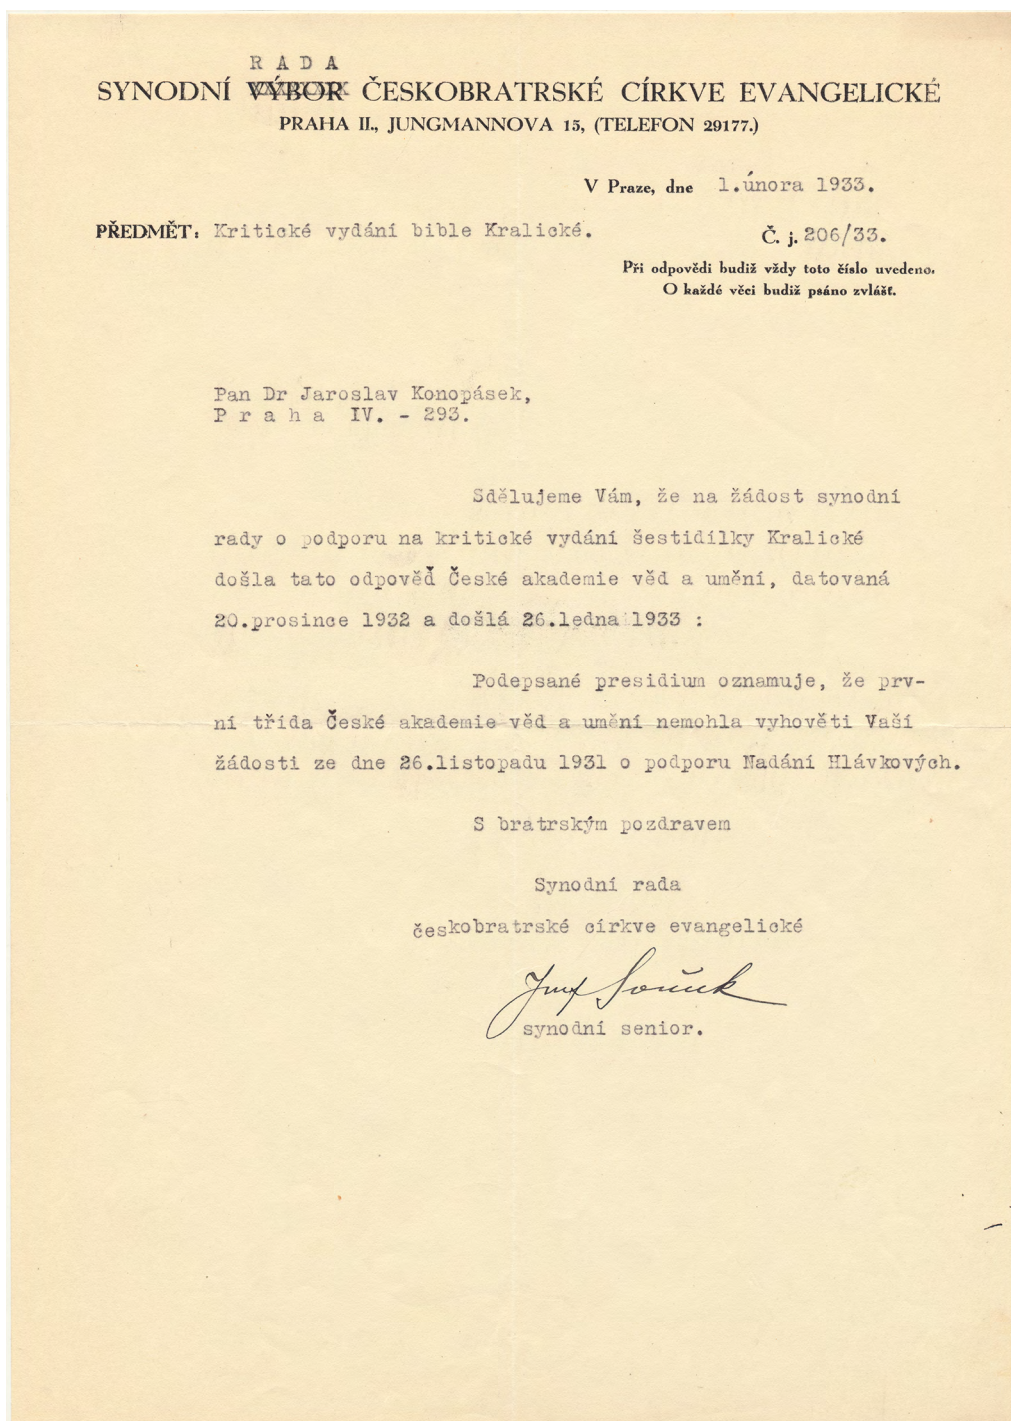 R A D A
SYNODNÍ VÝBOR ČESKOBRATRSKÉ CÍRKVE EVANGELICKÉ
PRAHA II., JUNGMANNOVA 15, (TELEFON 29177.)
V Praze, dne 1.února 1933.
PŘEDMĚT: Kritické vydání bible Kralické.
Č. j. 206/33.
Při odpovědi budiž vždy toto číslo uvedeno.
O každé věci budiž psáno zvlášť.
Pan Dr Jaroslav Konopásek,
P r a h a IV. - 293.
Sdělujeme Vám, že na žádost synodní
rady o podporu na kritické vydání šestidílky Kralické
došla tato odpověď České akademie věd a umění, datovaná
20.prosince 1932 a došlá 26.ledna 1933 :
Podepsané presidium oznamuje, že prv-
ní třída České akademie věd a umění nemohla vyhověti Vaší
žádosti ze dne 26.listopadu 1931 o podporu Nadání Hlávkových.
S bratrským pozdravem
Synodní rada
českobratrské církve evangelické
Josef Souček
synodní senior.